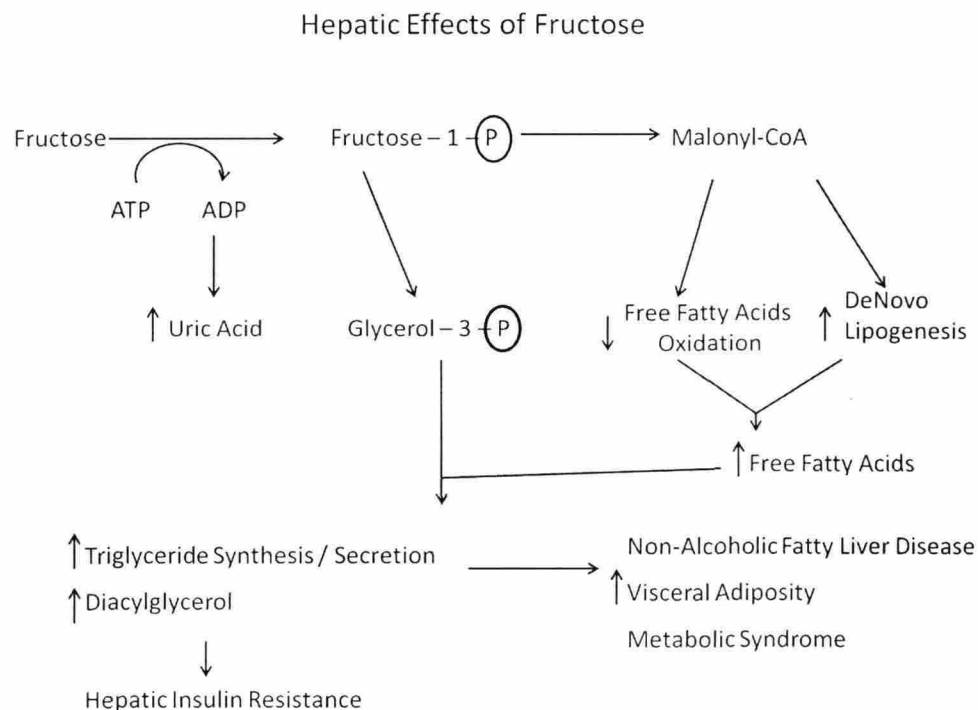 Hepatic Effects of Fructose
Fructose
Fructose – 1 – P
Malonyl-CoA
ATP
ADP
↑ Uric Acid
Glycerol – 3 – P
↓ Free Fatty Acids
Oxidation
↑ DeNovo
Lipogenesis
↑ Free Fatty Acids
↑ Triglyceride Synthesis / Secretion
↑ Diacylglycerol
Hepatic Insulin Resistance
Non-Alcoholic Fatty Liver Disease
↑ Visceral Adiposity
Metabolic Syndrome